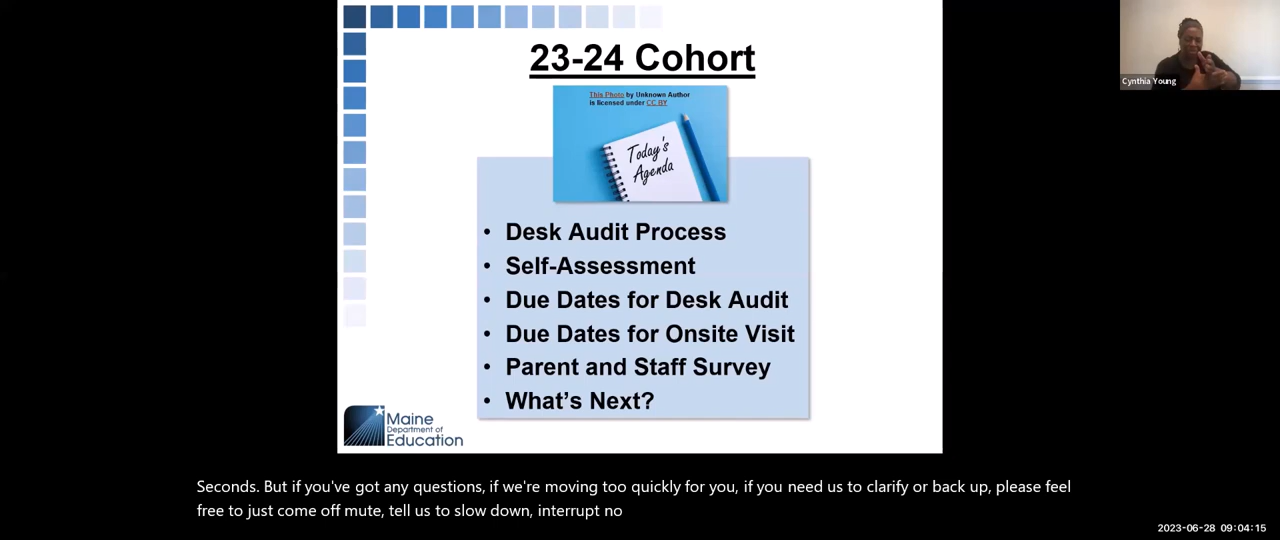 23-24 Cohort
This Photo by Unknown Author
is licensed under CC BY
Today's
Agenda
• Desk Audit Process
• Self-Assessment
• Due Dates for Desk Audit
• Due Dates for Onsite Visit
• Parent and Staff Survey
• What's Next?
Maine
Department of
Education
Cynthia Young
Seconds. But if you've got any questions, if we're moving too quickly for you, if you need us to clarify or back up, please feel
free to just come off mute, tell us to slow down, interrupt no
2023-06-28 09:04:15